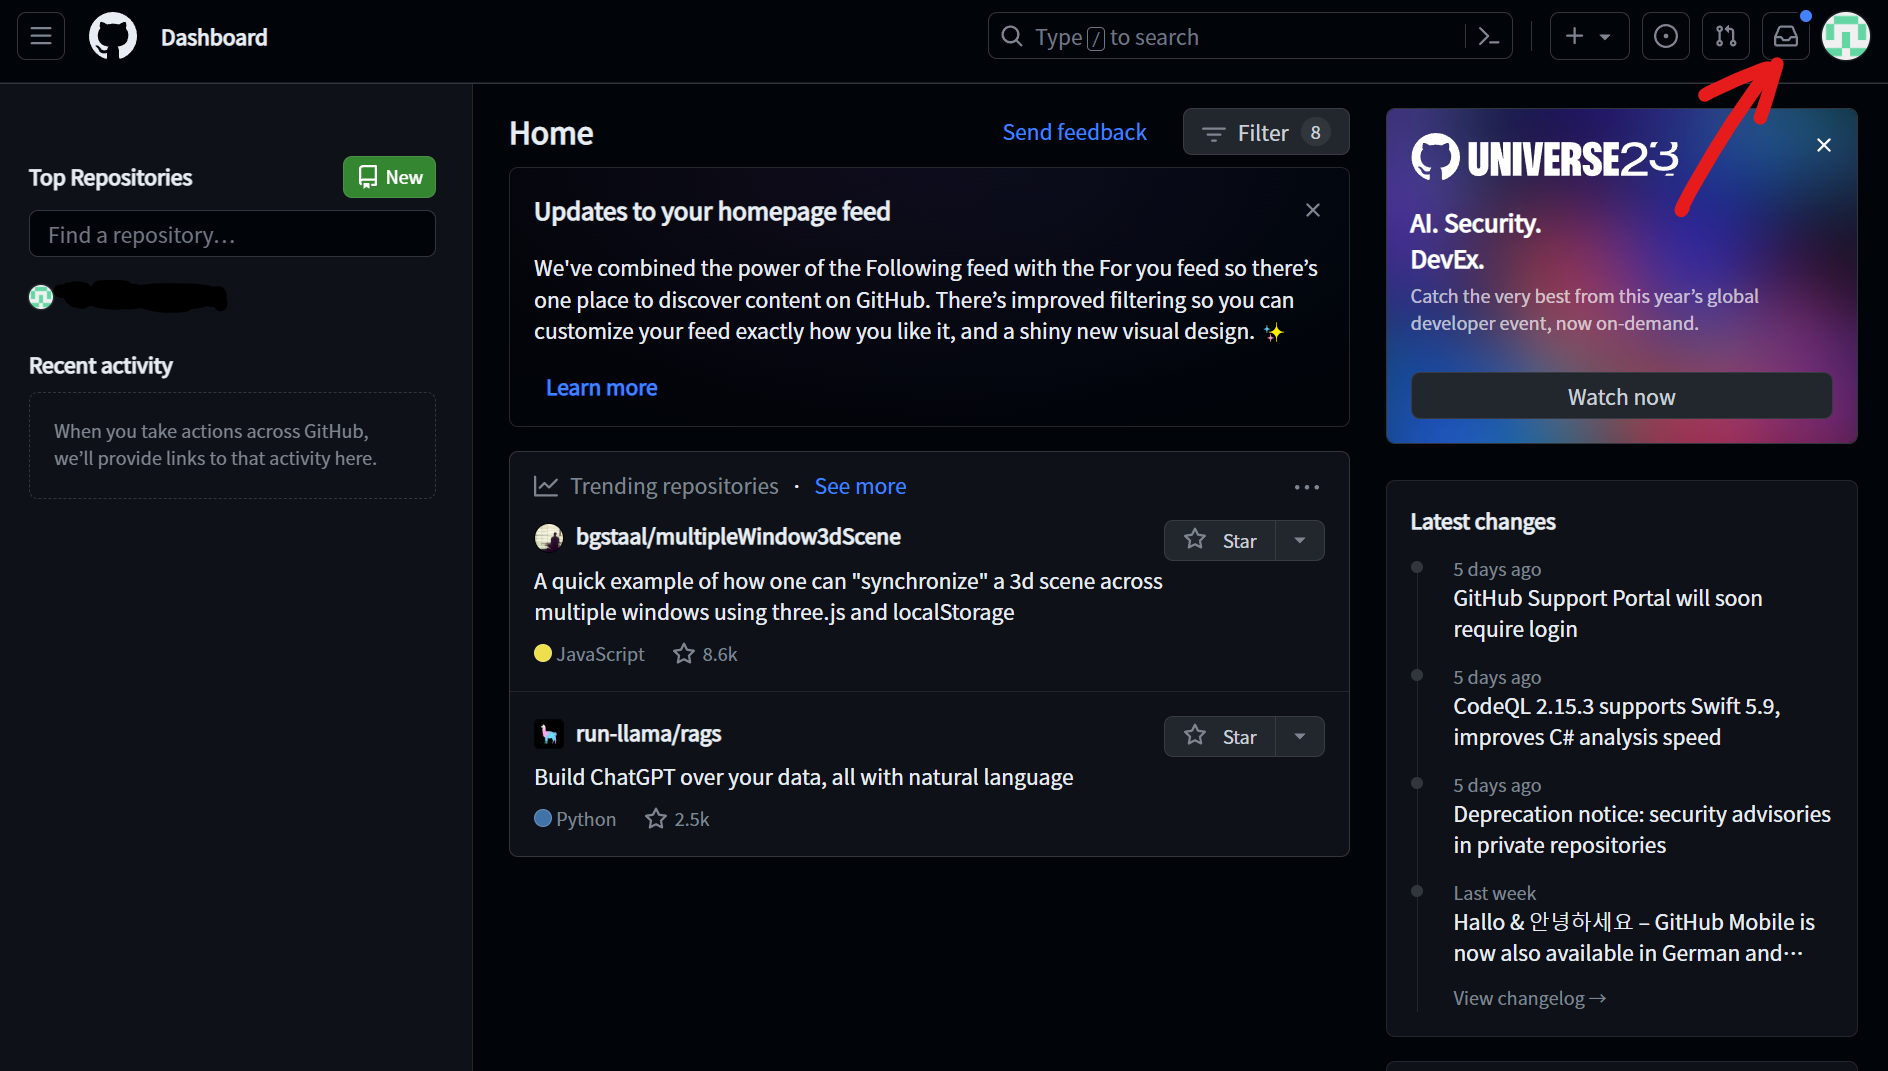 Dashboard
Type / to search
Top Repositories
New
Find a repository…
Recent activity
When you take actions across GitHub,
we’ll provide links to that activity here.
Home
Send feedback
Filter 8
Updates to your homepage feed
We've combined the power of the Following feed with the For you feed so there’s
one place to discover content on GitHub. There’s improved filtering so you can
customize your feed exactly how you like it, and a shiny new visual design. ✨
Learn more
Trending repositories · See more
bgstaal/multipleWindow3dScene
Star
A quick example of how one can "synchronize" a 3d scene across
multiple windows using three.js and localStorage
JavaScript 8.6k
run-llama/rags
Star
Build ChatGPT over your data, all with natural language
Python 2.5k
UNIVERSE23
AI. Security.
DevEx.
Catch the very best from this year’s global
developer event, now on-demand.
Watch now
Latest changes
5 days ago
GitHub Support Portal will soon
require login
5 days ago
CodeQL 2.15.3 supports Swift 5.9,
improves C# analysis speed
5 days ago
Deprecation notice: security advisories
in private repositories
Last week
Hallo & 안녕하세요 – GitHub Mobile is
now also available in German and…
View changelog →